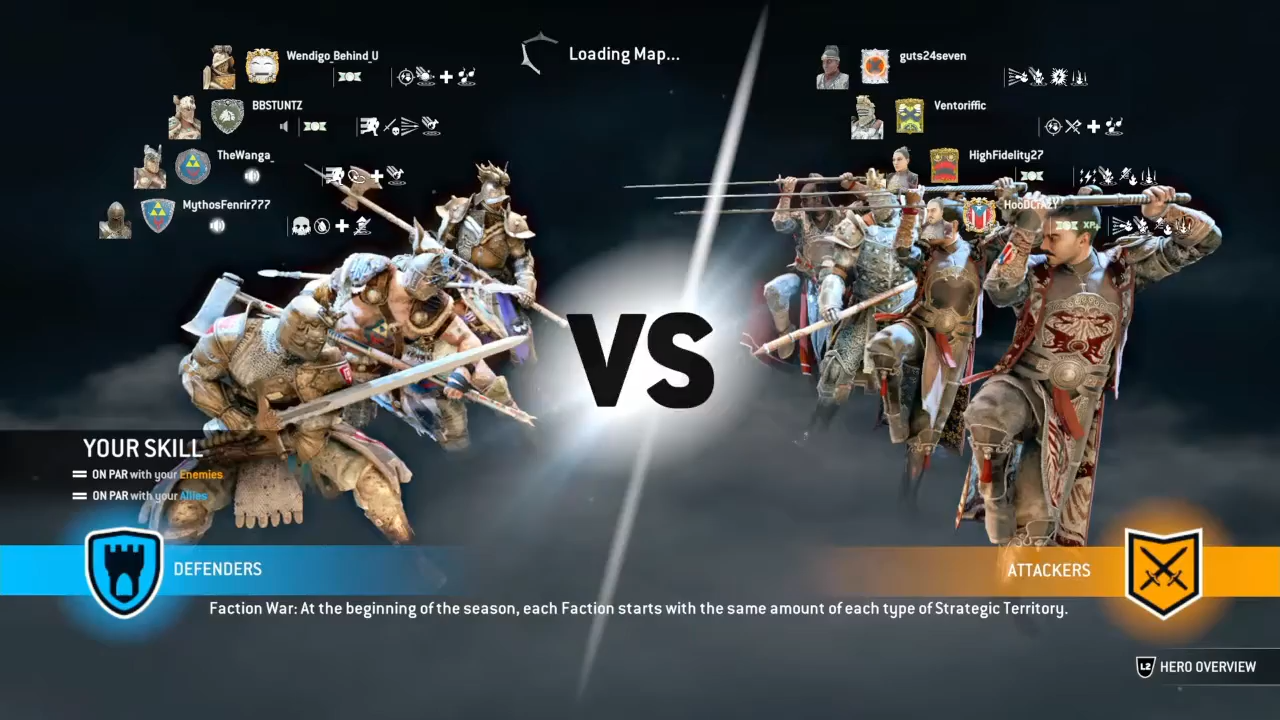 Loading Map...
Wendigo_Behind_U
BBSTUNTZ
TheWanga_
MythosFenrir777
guts24seven
Ventoriffic
HighFidelity27
VS
YOUR SKILL
ON PAR with your Enemies
ON PAR with your Allies
DEFENDERS
ATTACKERS
Faction War: At the beginning of the season, each Faction starts with the same amount of each type of Strategic Territory.
L2 HERO OVERVIEW